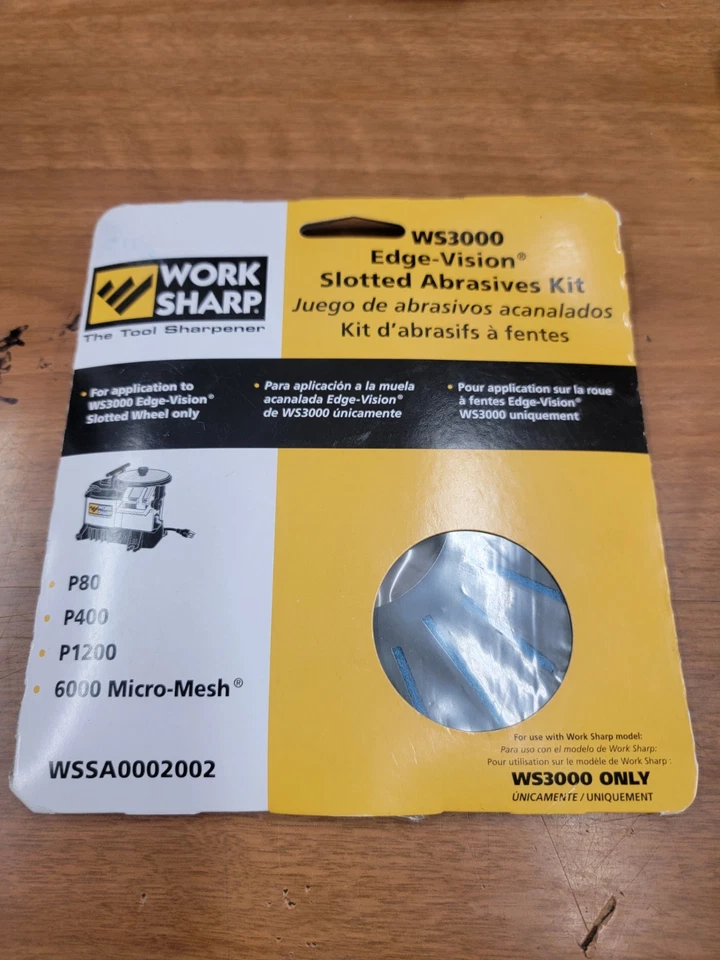 WORK
SHARP®
The Tool Sharpener
WS3000
Edge-Vision®
Slotted Abrasives Kit
Juego de abrasivos acanalados
Kit d'abrasifs à fentes
• For application to
WS3000 Edge-Vision®
Slotted Wheel only
• Para aplicación a la muela
acanalada Edge-Vision®
de WS3000 únicamente
• Pour application sur la roue
à fentes Edge-Vision®
WS3000 uniquement
WORK
• P80
• P400
• P1200
• 6000 Micro-Mesh®
WSSA0002002
For use with Work Sharp model:
Para uso con el modelo de Work Sharp:
Pour utilisation sur le modèle de Work Sharp :
WS3000 ONLY
ÚNICAMENTE / UNIQUEMENT